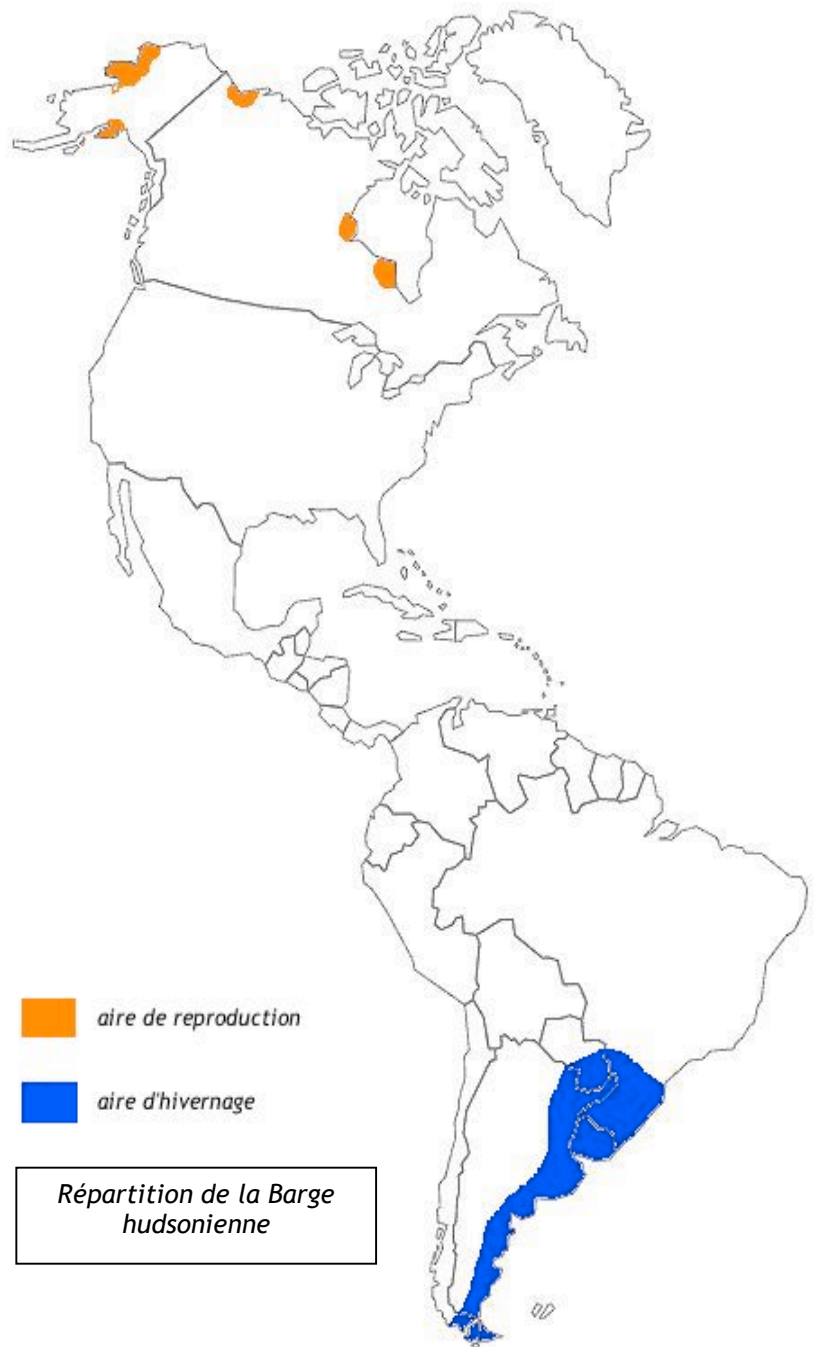 aire de reproduction
aire d'hivernage
Répartition de la Barge
hudsonienne